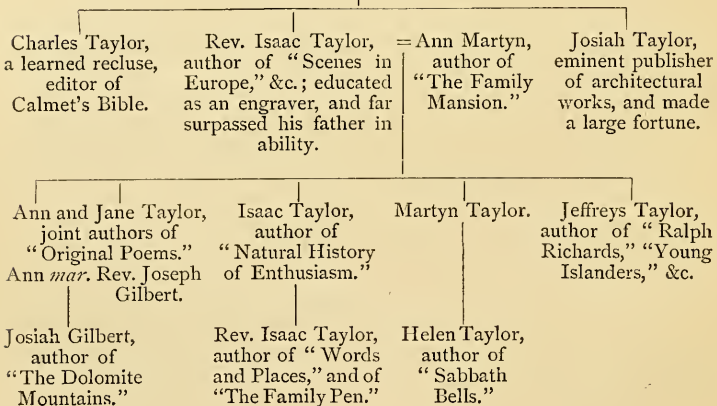 Charles Taylor,
a learned recluse,
editor of
Calmet's Bible.
Rev. Isaac Taylor,
author of "Scenes in
Europe," &c.; educated
as an engraver, and far
surpassed his father in
ability.
= Ann Martyn,
author of
"The Family
Mansion."
Josiah Taylor,
eminent publisher
of architectural
works, and made
a large fortune.
Ann and Jane Taylor,
joint authors of
"Original Poems."
Ann mar. Rev. Joseph
Gilbert.
Isaac Taylor,
author of
"Natural History
of Enthusiasm."
Martyn Taylor.
Jeffreys Taylor,
author of "Ralph
Richards," "Young
Islanders," &c.
Josiah Gilbert,
author of
"The Dolomite
Mountains."
Rev. Isaac Taylor,
author of "Words
and Places," and of
"The Family Pen."
Helen Taylor,
author of
"Sabbath
Bells."